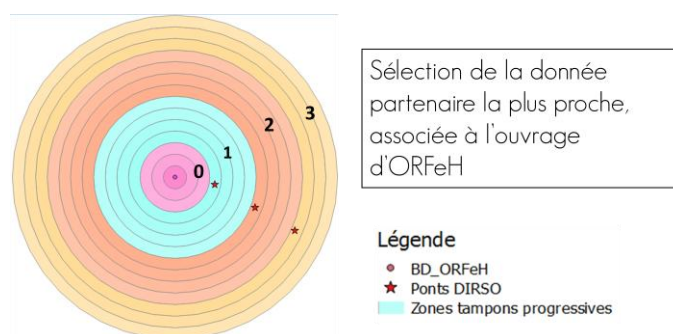 3
2
1
0
Sélection de la donnée
partenaire la plus proche,
associée à l'ouvrage
d'ORFeH
Légende
BD_ORFeH
Ponts DIRSO
Zones tampons progressives